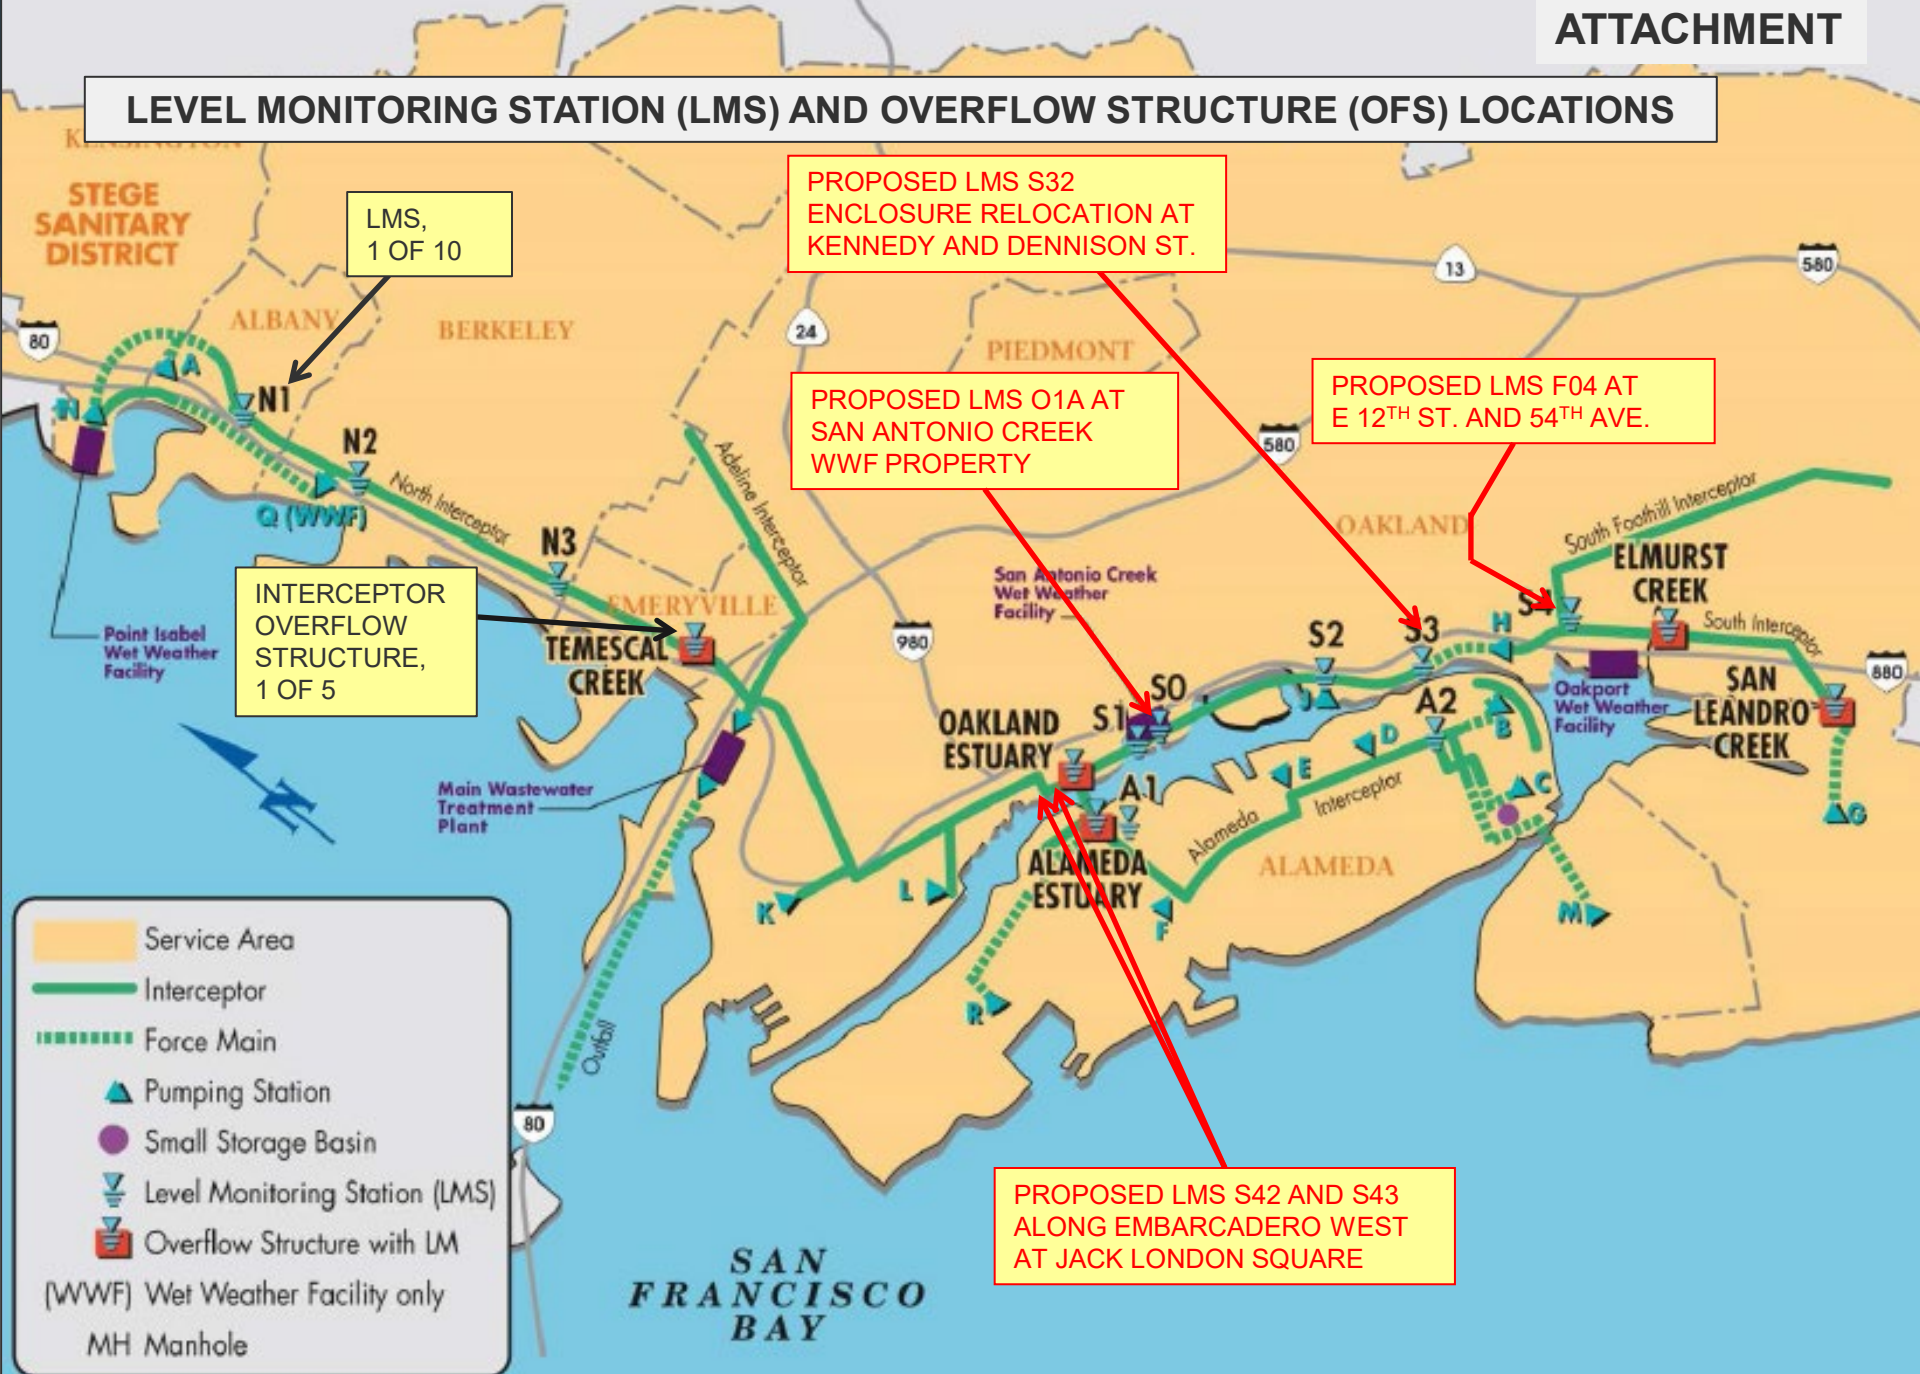 ATTACHMENT
LEVEL MONITORING STATION (LMS) AND OVERFLOW STRUCTURE (OFS) LOCATIONS
KENSINGTON
STEGE
SANITARY
DISTRICT
LMS,
1 OF 10
PROPOSED LMS S32
ENCLOSURE RELOCATION AT
KENNEDY AND DENNISON ST.
13
580
80
ALBANY
BERKELEY
24
PIEDMONT
A
N
N1
PROPOSED LMS O1A AT
SAN ANTONIO CREEK
WWF PROPERTY
PROPOSED LMS F04 AT
E 12TH ST. AND 54TH AVE.
580
N2
Q (WWF)
North Interceptor
Adeline Interceptor
N3
OAKLAND
South Foothill Interceptor
ELMURST
CREEK
INTERCEPTOR
OVERFLOW
STRUCTURE,
1 OF 5
EMERYVILLE
TEMESCAL
CREEK
980
San Antonio Creek
Wet Weather
Facility
S2
S3
H
S4
South Interceptor
880
Point Isabel
Wet Weather
Facility
Oakport
Wet Weather
Facility
SAN
LEANDRO
CREEK
S0
S1
J
A2
B
D
E
C
G
OAKLAND
ESTUARY
A1
N
Main Wastewater
Treatment
Plant
Alameda
Interceptor
ALAMEDA
ALAMEDA
ESTUARY
K
L
F
M
R
Outfall
80
Service Area
Interceptor
Force Main
Pumping Station
Small Storage Basin
Level Monitoring Station (LMS)
Overflow Structure with LM
(WWF) Wet Weather Facility only
MH Manhole
SAN
FRANCISCO
BAY
PROPOSED LMS S42 AND S43
ALONG EMBARCADERO WEST
AT JACK LONDON SQUARE